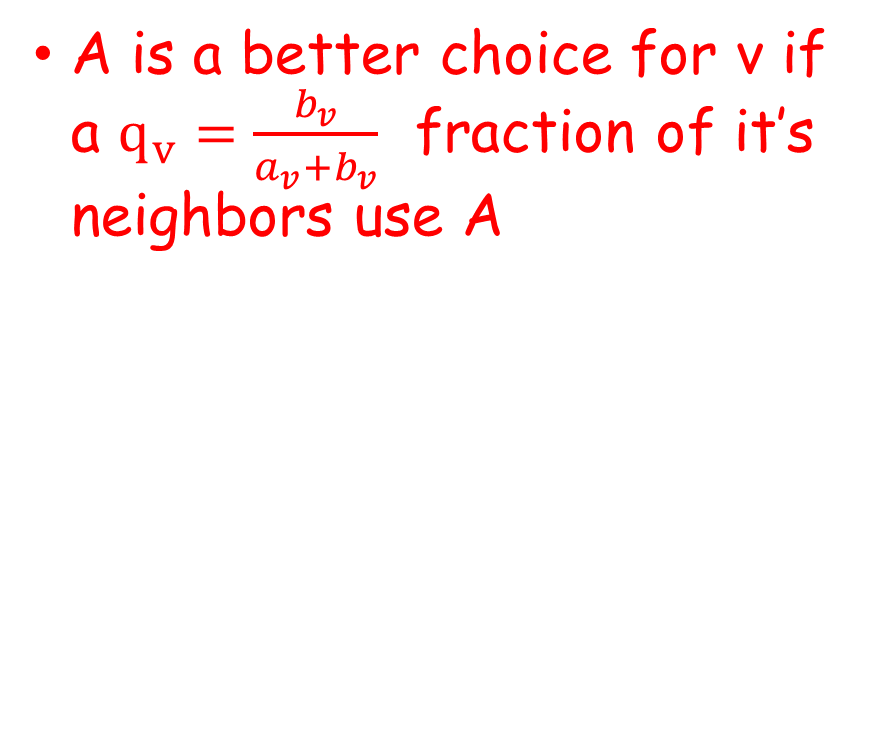 • A is a better choice for v if
a q_v = b_v/(a_v+b_v) fraction of it's
neighbors use A